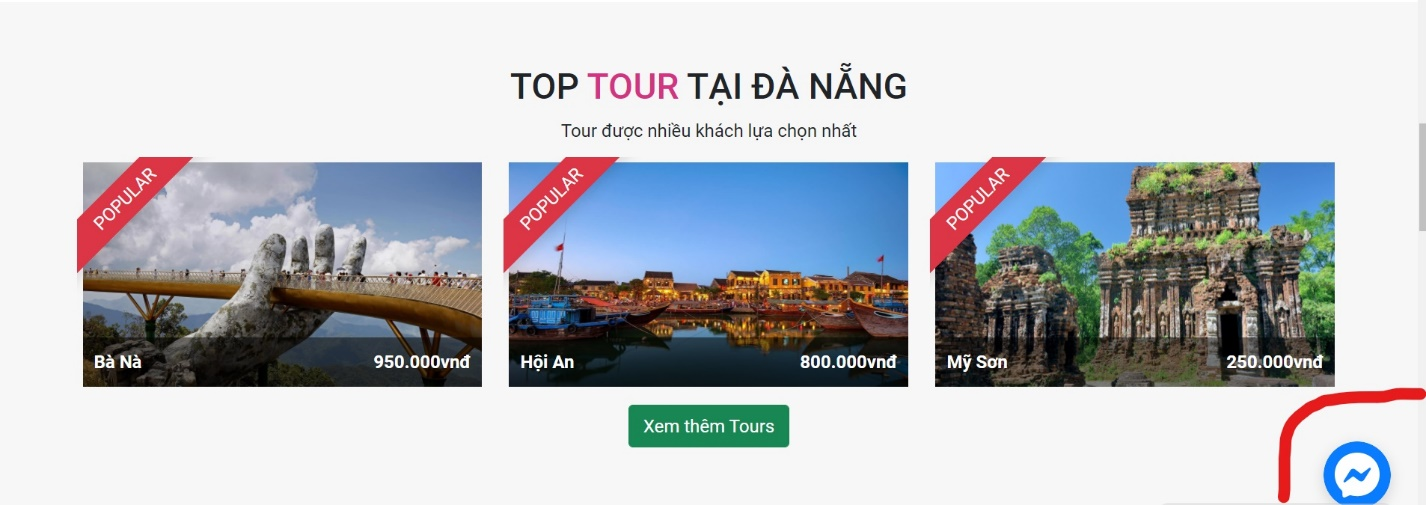 TOP TOUR TẠI ĐÀ NẴNG
Tour được nhiều khách lựa chọn nhất
POPULAR
Bà Nà 950.000vnđ
POPULAR
Hội An 800.000vnđ
POPULAR
Mỹ Sơn 250.000vnđ
Xem thêm Tours